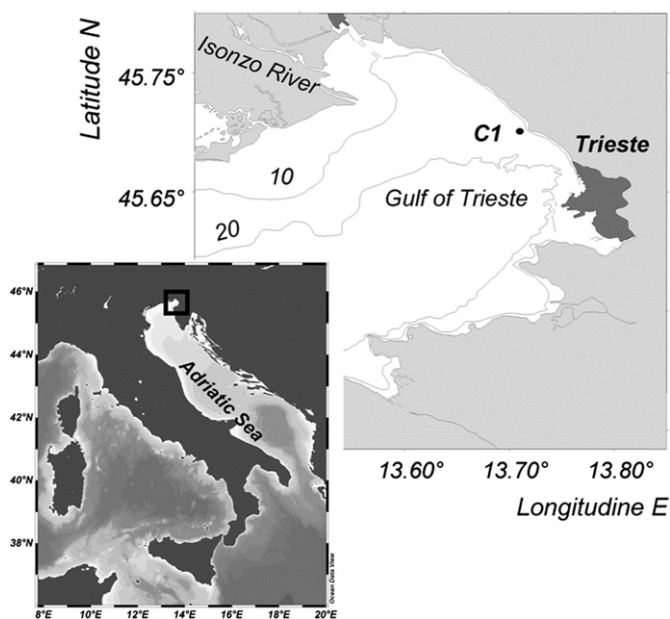 Latitude N
45.75°
45.65°
Isonzo River
C1
Trieste
10
Gulf of Trieste
20
13.60°
13.70°
13.80°
Longitudine E
46°N
44°N
42°N
40°N
38°N
Adriatic Sea
8°E
10°E
12°E
14°E
16°E
18°E
20°E
Ocean Data View